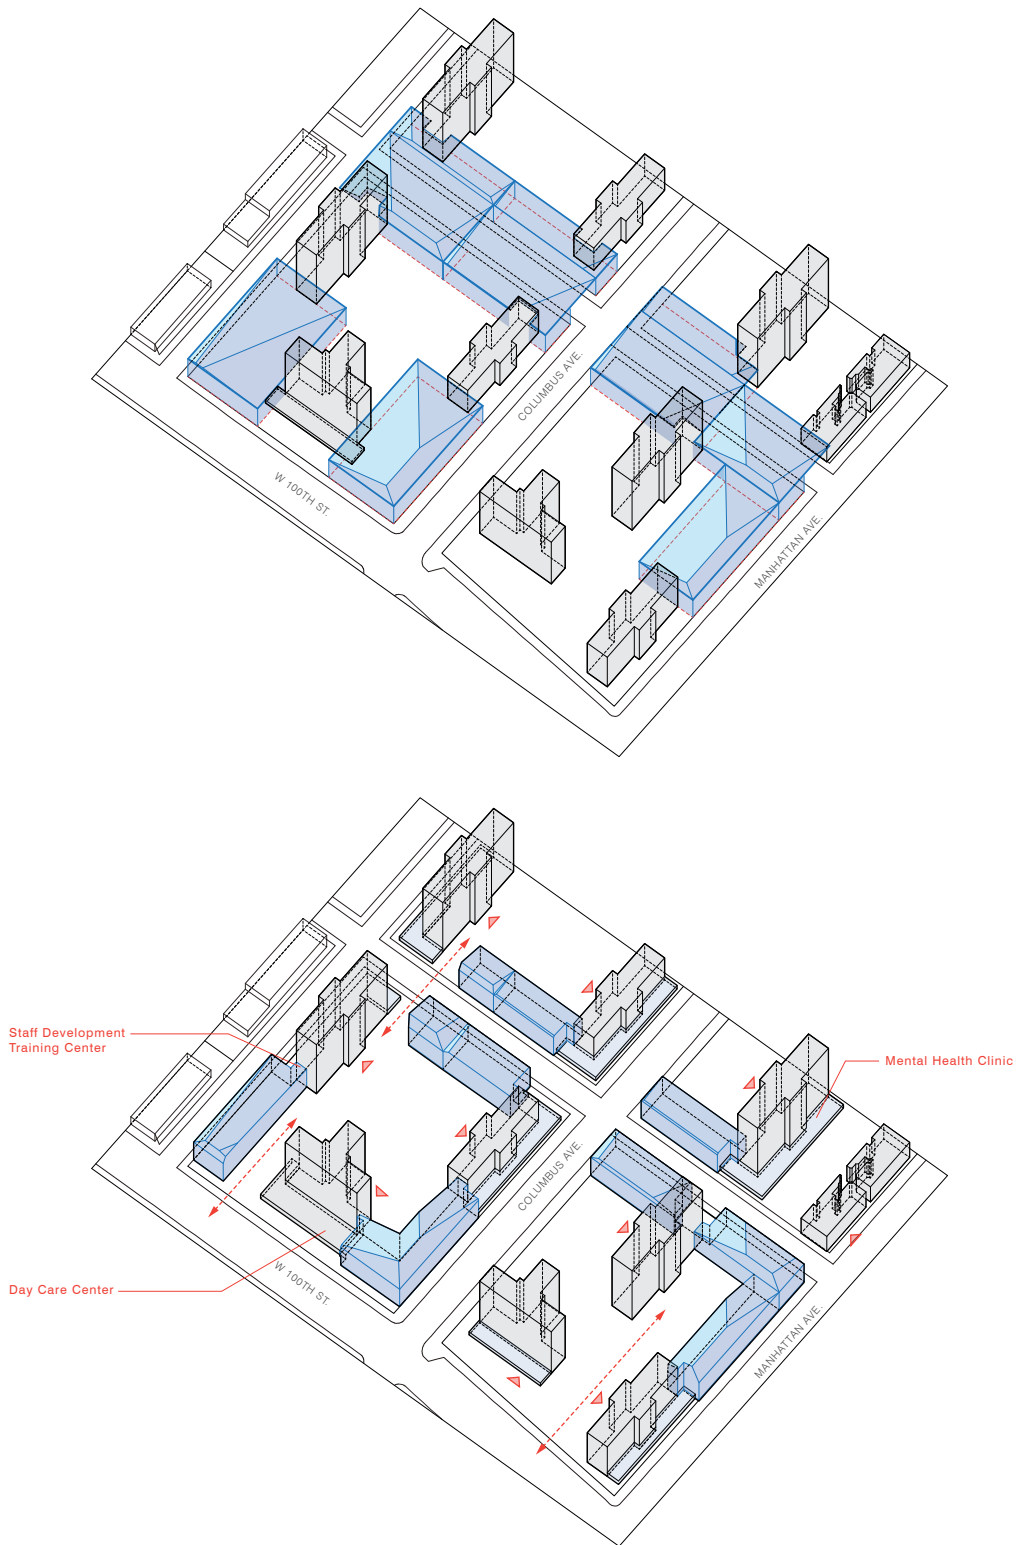 COLUMBUS AVE.
W 100TH ST.
MANHATTAN AVE.
Staff Development
Training Center
Mental Health Clinic
COLUMBUS AVE.
Day Care Center
W 100TH ST.
MANHATTAN AVE.